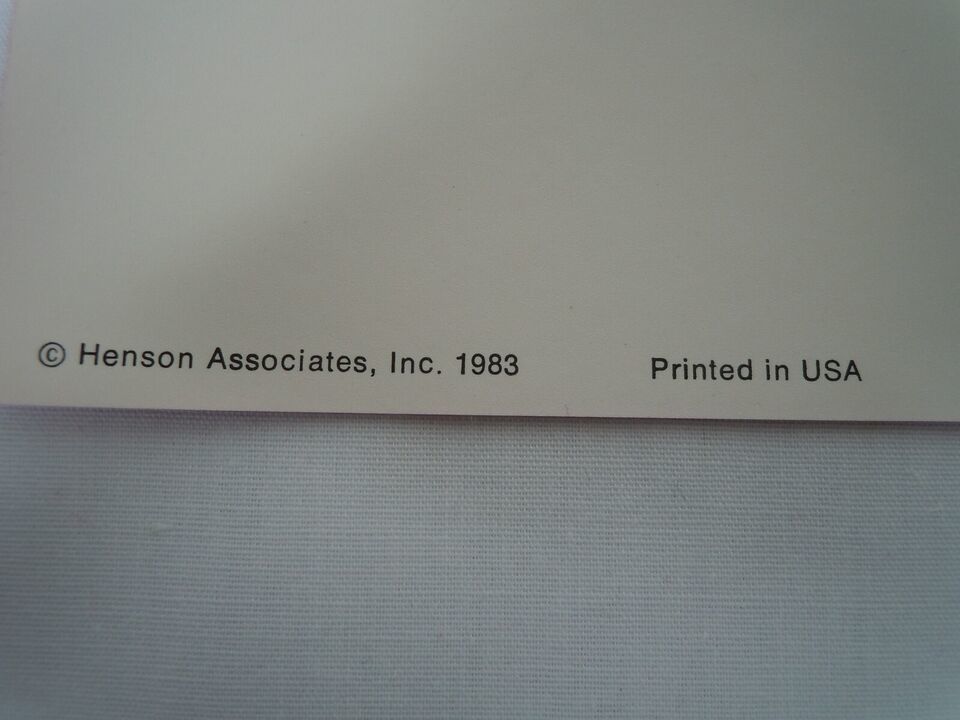 © Henson Associates, Inc. 1983 Printed in USA